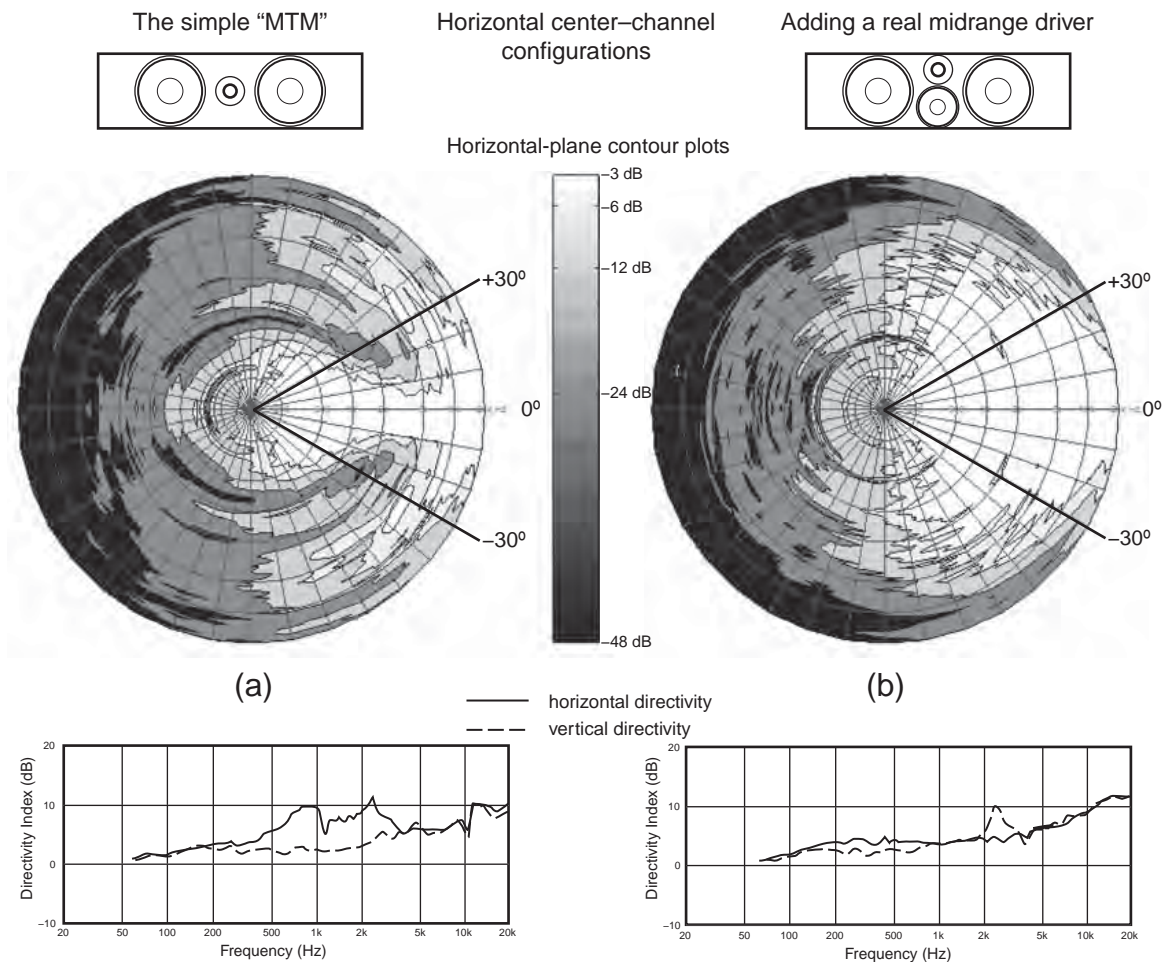 The simple “MTM”
Horizontal center–channel
configurations
Adding a real midrange driver
Horizontal-plane contour plots
–3 dB
–6 dB
–12 dB
–24 dB
–48 dB
+30º
0º
–30º
+30º
0º
–30º
(a)
(b)
horizontal directivity
vertical directivity
Directivity Index (dB)
20
10
0
–10
20 50 100 200 500 1k 2k 5k 10k 20k
Frequency (Hz)
Directivity Index (dB)
20
10
0
–10
20 50 100 200 500 1k 2k 5k 10k 20k
Frequency (Hz)